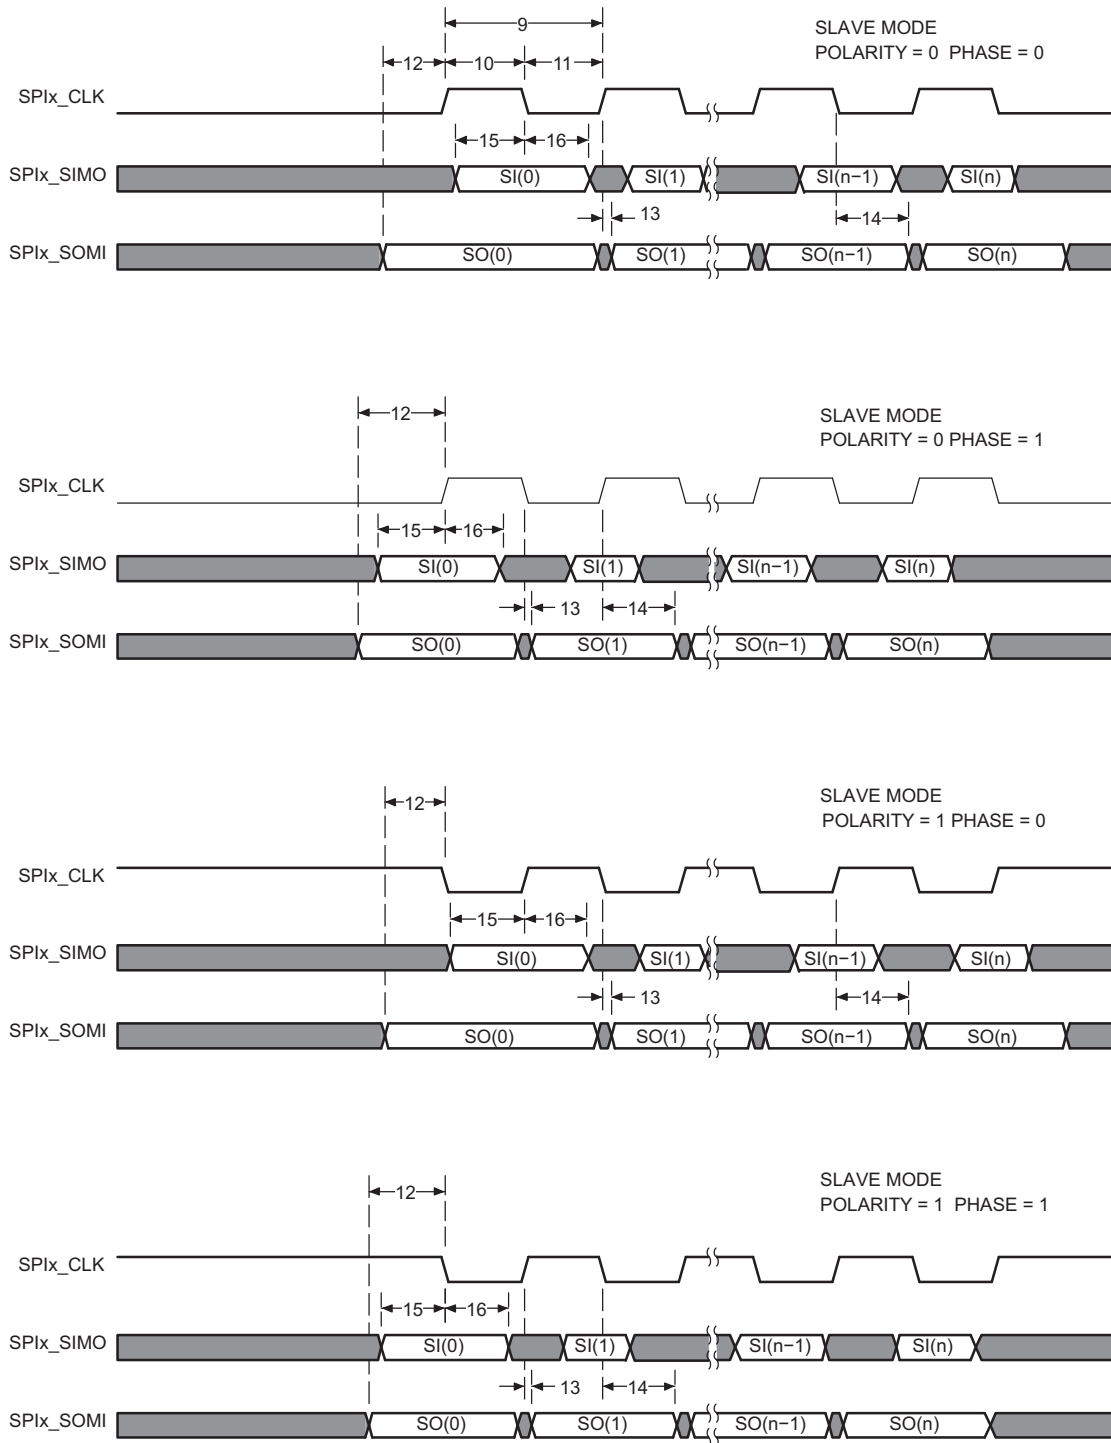 9
SLAVE MODE
POLARITY = 0 PHASE = 0
12 10 11
SPIx_CLK
15 16
SPIx_SIMO SI(0) SI(1) SI(n−1) SI(n)
13 14
SPIx_SOMI SO(0) SO(1) SO(n−1) SO(n)
12
SLAVE MODE
POLARITY = 0 PHASE = 1
SPIx_CLK
15 16
SPIx_SIMO SI(0) SI(1) SI(n−1) SI(n)
13 14
SPIx_SOMI SO(0) SO(1) SO(n−1) SO(n)
SLAVE MODE
12
POLARITY = 1 PHASE = 0
SPIx_CLK
15 16
SPIx_SIMO SI(0) SI(1) SI(n−1) SI(n)
13 14
SPIx_SOMI SO(0) SO(1) SO(n−1) SO(n)
SLAVE MODE
12
POLARITY = 1 PHASE = 1
SPIx_CLK
15 16
SPIx_SIMO SI(0) SI(1) SI(n−1) SI(n)
13 14
SPIx_SOMI SO(0) SO(1) SO(n−1) SO(n)